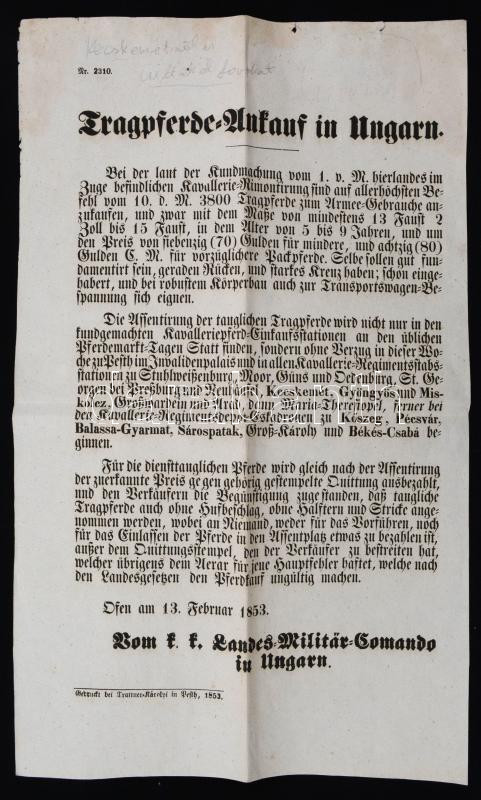 Nr. 2310.
Tragpferde-Ankauf in Ungarn.
Bei der laut der Kundmachung vom 1. v. M. hierlandes im
Zuge befindlichen Kavallerie-Rimontirung sind auf allerhöchsten Be-
fehl vom 10. d. M. 3800 Tragpferde zum Armee-Gebrauche an-
zukaufen, und zwar mit dem Maße von mindestens 13 Faust 2
Zoll bis 15 Faust, in dem Alter von 5 bis 9 Jahren, und um
den Preis von siebenzig (70) Gulden für mindere, und achtzig (80)
Gulden C. M. für vorzüglichere Packpferde. Selbe sollen gut fun-
damentirt sein, geraden Rücken, und starkes Kreuz haben; schön einge-
habert, und bei robustem Körperbau auch zur Transportswagen-Be-
spannung sich eignen.
Die Assentirung der tauglichen Tragpferde wird nicht nur in den
kundgemachten Kavalleriepferd-Einkaufsstationen an den üblichen
Pferdemarkt-Tagen Statt finden, sondern ohne Verzug in dieser Wo-
che zu Pesth im Invalidenpalais und in allen Kavallerie-Regimentsstabs-
stationen zu Stuhlweißenburg, Moor, Güns und Oedenburg, St. Ge-
orgen bei Preßburg und Neuhäusel, Kecskemét, Gyöngyös und Mis-
kolcz, Großwardein und Arad, dann Maria-Theresiopel, ferner bei
den Kavallerie-Regimentsdepots-Eskadronen zu Kőszeg, Pécsvár,
Balassa-Gyarmat, Sárospatak, Groß-Károly und Békés-Csabá be-
ginnen.
Für die diensttauglichen Pferde wird gleich nach der Assentirung
der zuerkannte Preis gegen gehörig gestempelte Quittung ausbezahlt,
und den Verkäufern die Begünstigung zugestanden, daß taugliche
Tragpferde auch ohne Hufbeschlag, ohne Halftern und Stricke ange-
nommen werden, wobei an Niemand, weder für das Vorführen, noch
für das Einlassen der Pferde in den Assentplatz etwas zu bezahlen ist,
außer dem Quittungsstempel, den der Verkäufer zu bestreiten hat,
welcher übrigens dem Aerar für jene Hauptfehler haftet, welche nach
den Landesgesetzen den Pferdkauf ungültig machen.
Ofen am 13. Februar 1853.
Vom k. k. Landes-Militär-Comando
in Ungarn.
Gedruckt bei Trattner-Károlyi in Pesth, 1853.